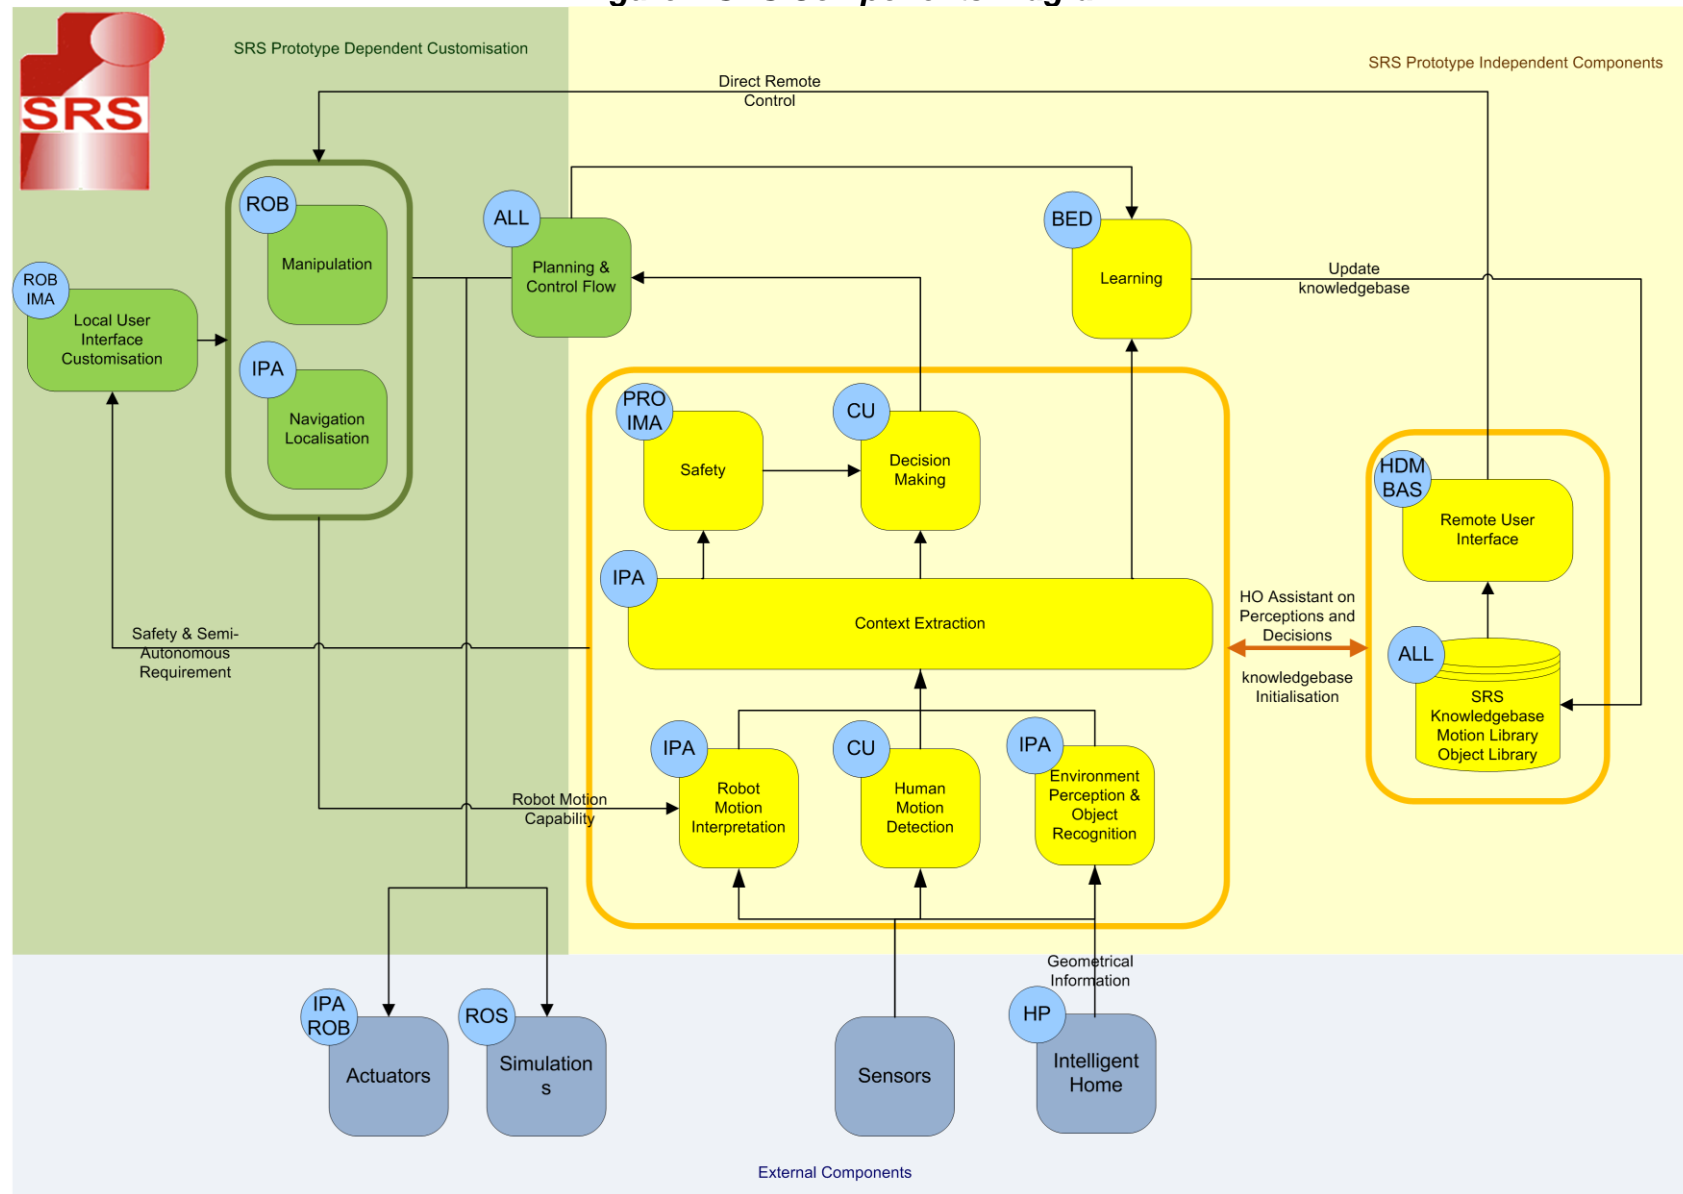 SRS Components Diagram
SRS
SRS Prototype Dependent Customisation
SRS Prototype Independent Components
Direct Remote
Control
ROB
Manipulation
IPA
Navigation
Localisation
ROB
IMA
Local User
Interface
Customisation
ALL
Planning &
Control Flow
BED
Learning
Update
knowledgebase
PRO
IMA
Safety
CU
Decision
Making
HDM
BAS
Remote User
Interface
IPA
Context Extraction
HO Assistant on
Perceptions and
Decisions
knowledgebase
Initialisation
ALL
SRS
Knowledgebase
Motion Library
Object Library
Safety & Semi-
Autonomous
Requirement
Robot Motion
Capability
IPA
Robot
Motion
Interpretation
CU
Human
Motion
Detection
IPA
Environment
Perception &
Object
Recognition
Geometrical
Information
IPA
ROB
Actuators
ROS
Simulation
s
Sensors
HP
Intelligent
Home
External Components